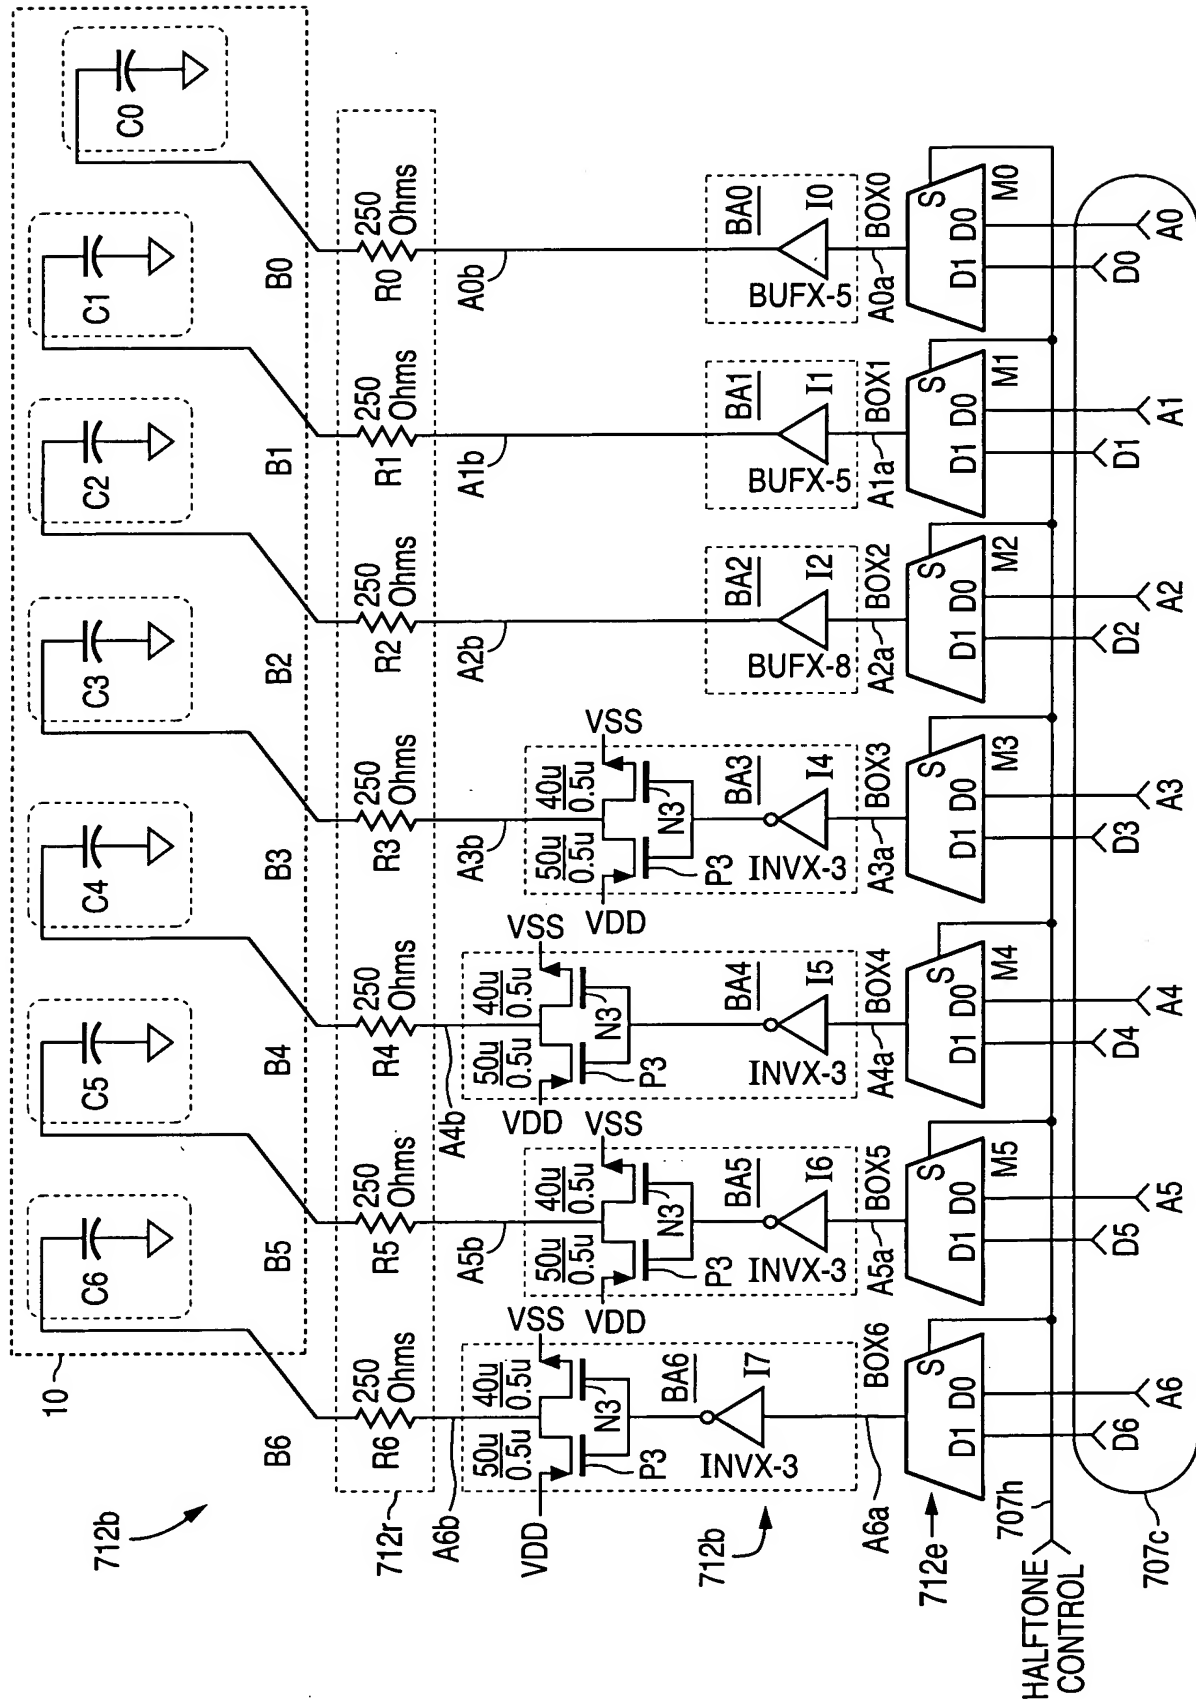 712b
10
C6
C5
C4
C3
C2
C1
C0
B6
B5
B4
B3
B2
B1
B0
712r
R6
250
Ohms
R5
250
Ohms
R4
250
Ohms
R3
250
Ohms
R2
250
Ohms
R1
250
Ohms
R0
250
Ohms
A6b
A5b
A4b
A3b
A2b
A1b
A0b
VDD
50u
0.5u
40u
0.5u
VSS
P3
N3
VDD
50u
0.5u
40u
0.5u
VSS
P3
N3
VDD
50u
0.5u
40u
0.5u
VSS
P3
N3
VDD
50u
0.5u
40u
0.5u
VSS
P3
N3
712b
INVX-3
BA6
I7
INVX-3
BA5
I6
INVX-3
BA4
I5
INVX-3
BA3
I4
BUFX-8
BA2
I2
BUFX-5
BA1
I1
BUFX-5
BA0
I0
A6a
BOX6
A5a
BOX5
A4a
BOX4
A3a
BOX3
A2a
BOX2
A1a
BOX1
A0a
BOX0
712e
D1 D0
S
D1 D0
S
M5
D1 D0
S
M4
D1 D0
S
M3
D1 D0
S
M2
D1 D0
S
M1
D1 D0
S
M0
HALFTONE
CONTROL
707h
707c
D6
A6
D5
A5
D4
A4
D3
A3
D2
A2
D1
A1
D0
A0